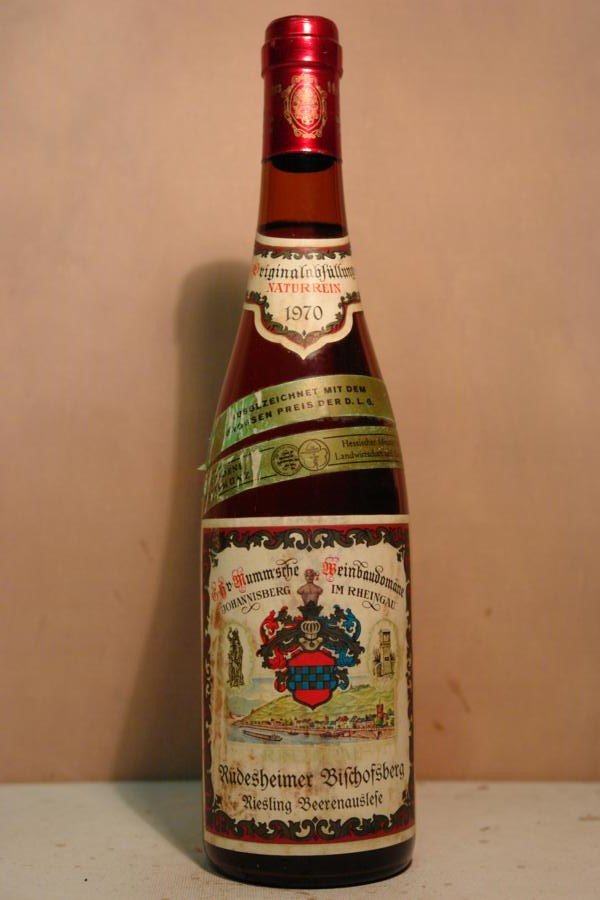 Originalabfüllung
NATURREIN
1970
MIT DEM
PREIS DER D.L.G.
Hessischer
Landwirtschaft
v Mumm'sche Weinbaudomäne
JOHANNISBERG IM RHEINGAU
Rüdesheimer Bischofsberg
Riesling Beerenauslese